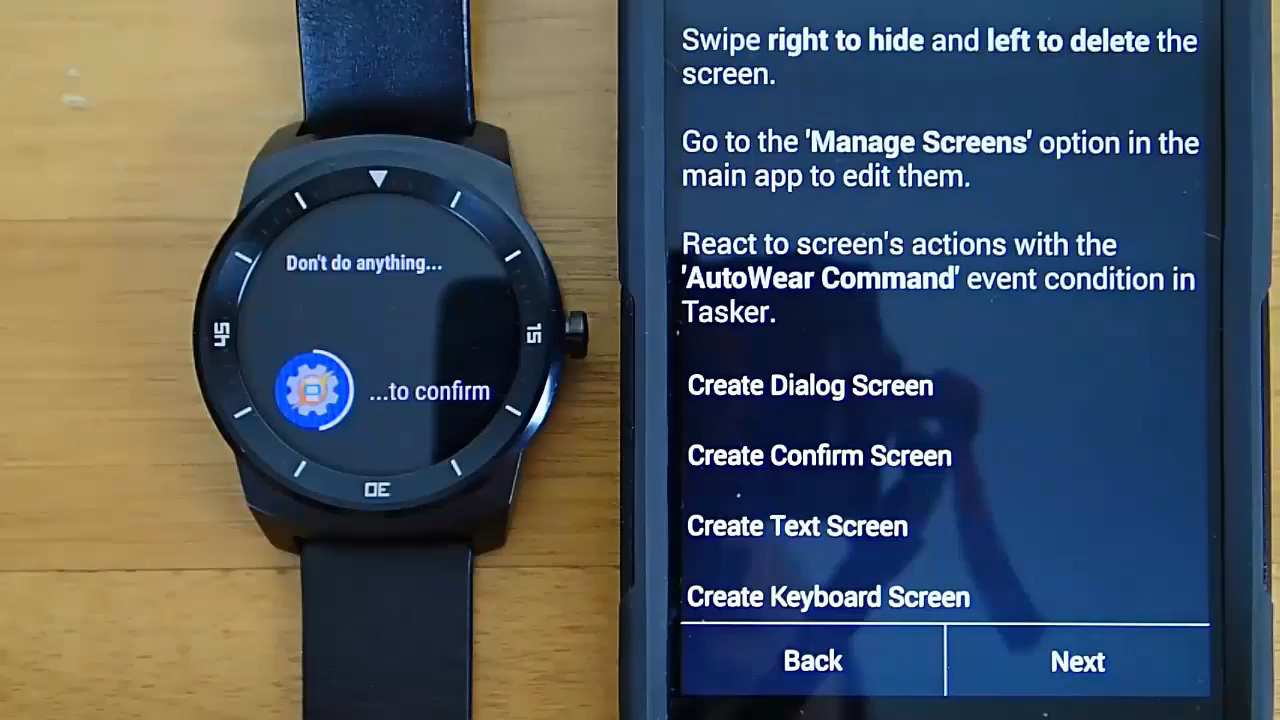 Don't do anything...
...to confirm
15
30
45
Swipe right to hide and left to delete the
screen.
Go to the 'Manage Screens' option in the
main app to edit them.
React to screen's actions with the
'AutoWear Command' event condition in
Tasker.
Create Dialog Screen
Create Confirm Screen
Create Text Screen
Create Keyboard Screen
Back
Next